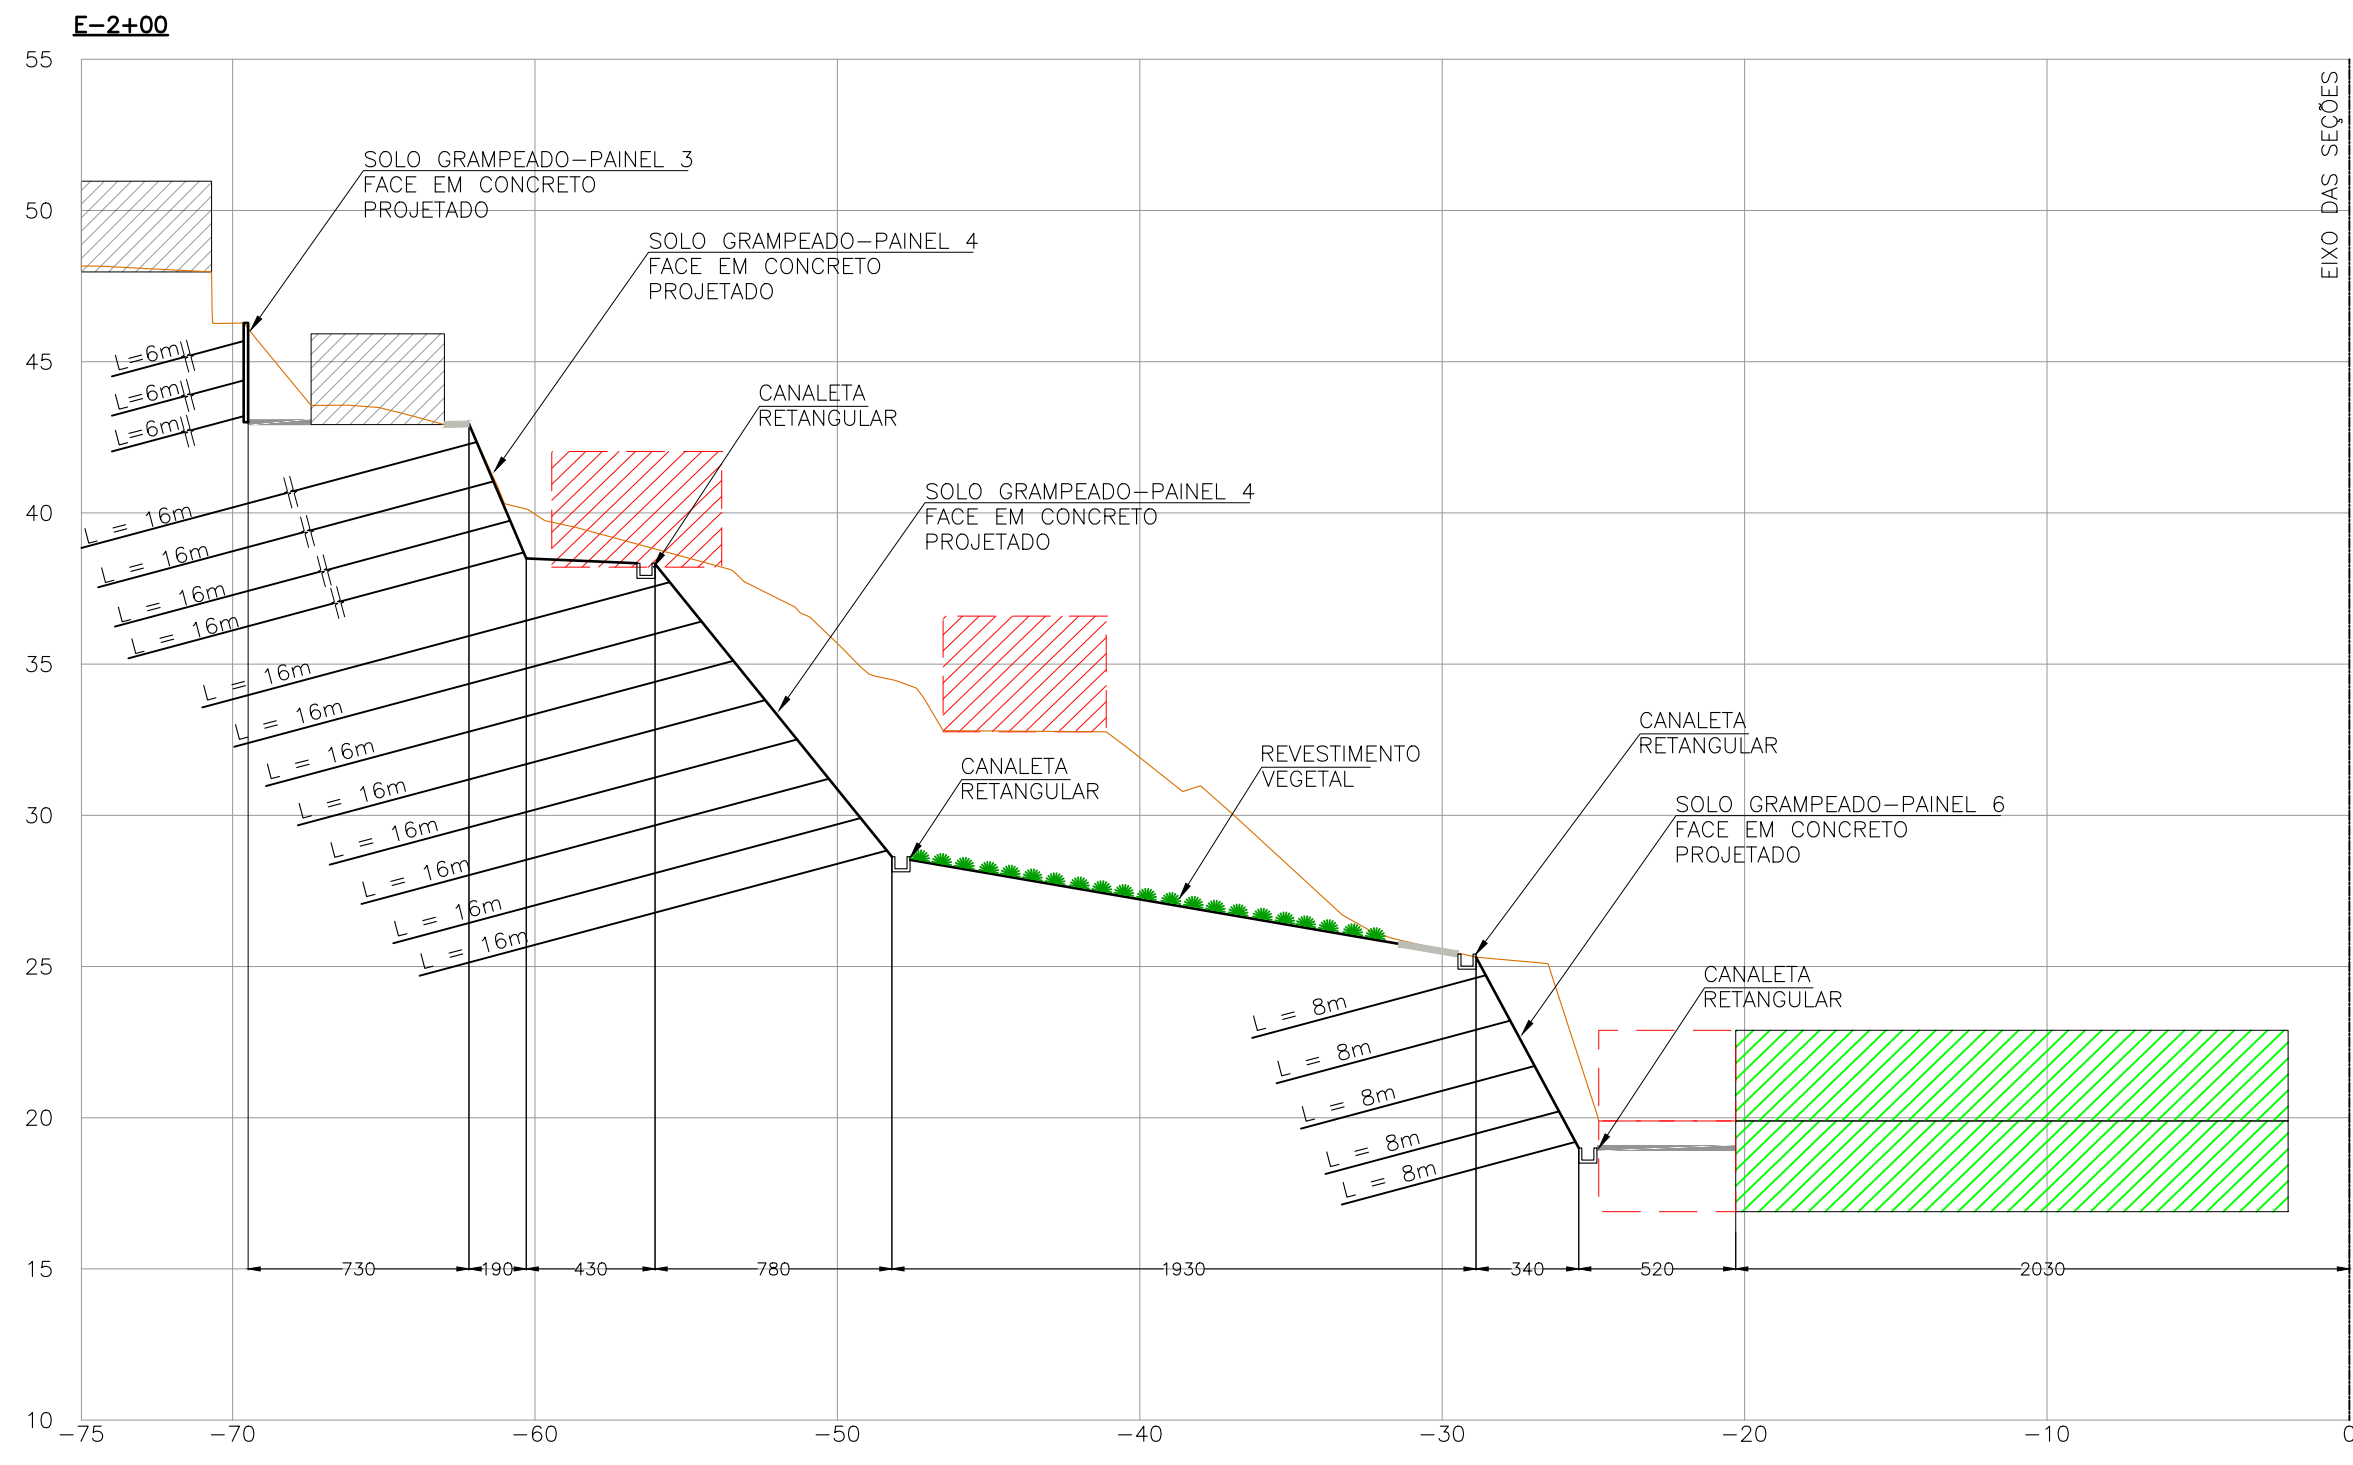 E-2+00
55
EIXO DAS SEÇÕES
SOLO GRAMPEADO-PAINEL 3
FACE EM CONCRETO
PROJETADO
50
SOLO GRAMPEADO-PAINEL 4
FACE EM CONCRETO
PROJETADO
45
L=6m
L=6m
L=6m
CANALETA
RETANGULAR
40
L = 16m
L = 16m
L = 16m
L = 16m
SOLO GRAMPEADO-PAINEL 4
FACE EM CONCRETO
PROJETADO
35
L = 16m
L = 16m
L = 16m
L = 16m
L = 16m
L = 16m
L = 16m
L = 16m
CANALETA
RETANGULAR
REVESTIMENTO
VEGETAL
CANALETA
RETANGULAR
30
SOLO GRAMPEADO-PAINEL 6
FACE EM CONCRETO
PROJETADO
25
CANALETA
RETANGULAR
L = 8m
L = 8m
L = 8m
L = 8m
L = 8m
20
15
730
190
430
780
1930
340
520
2030
10
-75
-70
-60
-50
-40
-30
-20
-10
0